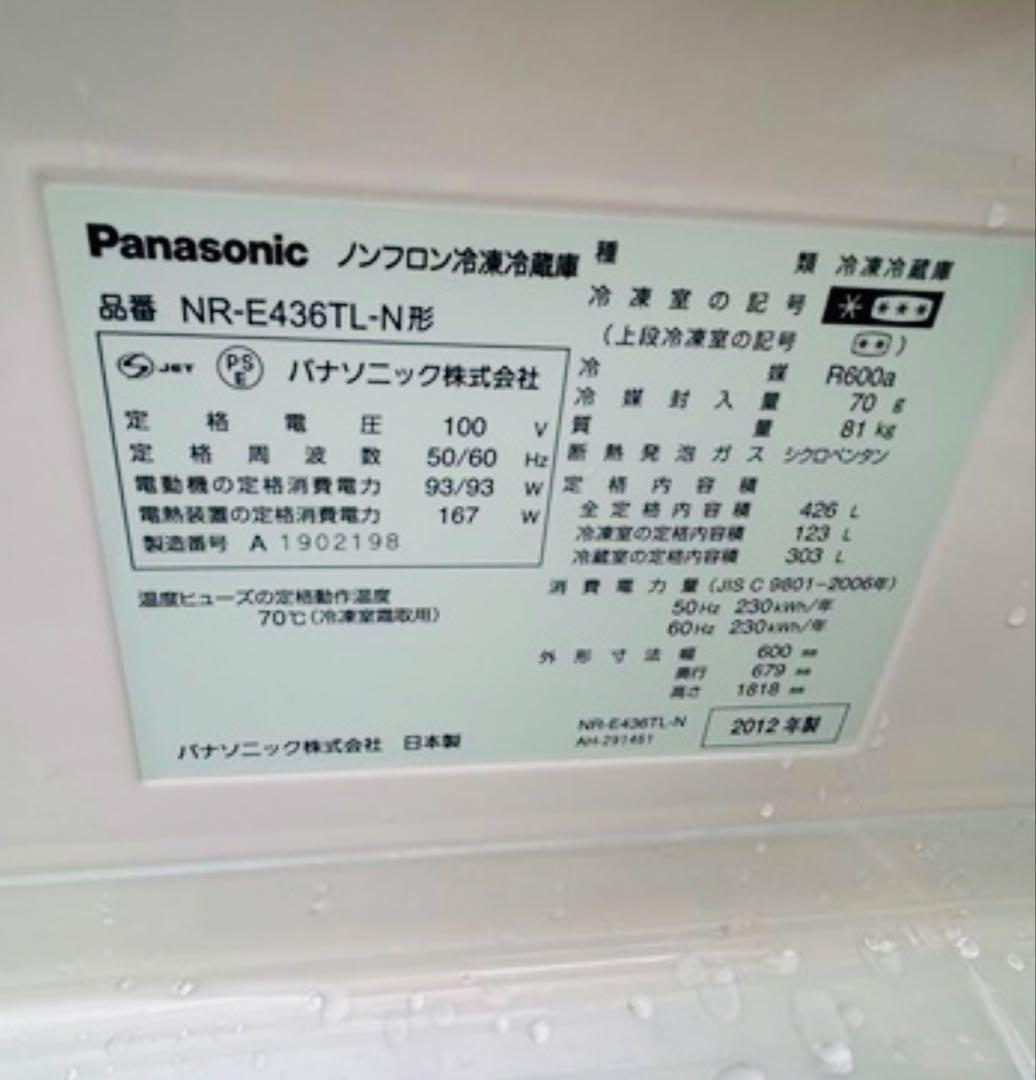 Panasonic ノンフロン冷凍冷蔵庫
品番 NR-E436TL-N形
JET PSE パナソニック株式会社
定格電圧 100 V
定格周波数 50/60 Hz
電動機の定格消費電力 93/93 W
電熱装置の定格消費電力 167 W
製造番号 A 1902198
温度ヒューズの定格動作温度
70℃(冷凍室霜取用)
パナソニック株式会社 日本製
種類 冷凍冷蔵庫
冷凍室の記号
(上段冷凍室の記号 )
冷媒 R600a
冷媒封入量 70 g
質量 81 kg
断熱発泡ガス シクロペンタン
定格内容積
全定格内容積 426 L
冷凍室の定格内容積 123 L
冷蔵室の定格内容積 303 L
消費電力量(JIS C 9801-2006年)
50Hz 230kWh/年
60Hz 230kWh/年
外形寸法幅 600 mm
奥行 679 mm
高さ 1818 mm
NR-E436TL-N
AH-291461
2012年製